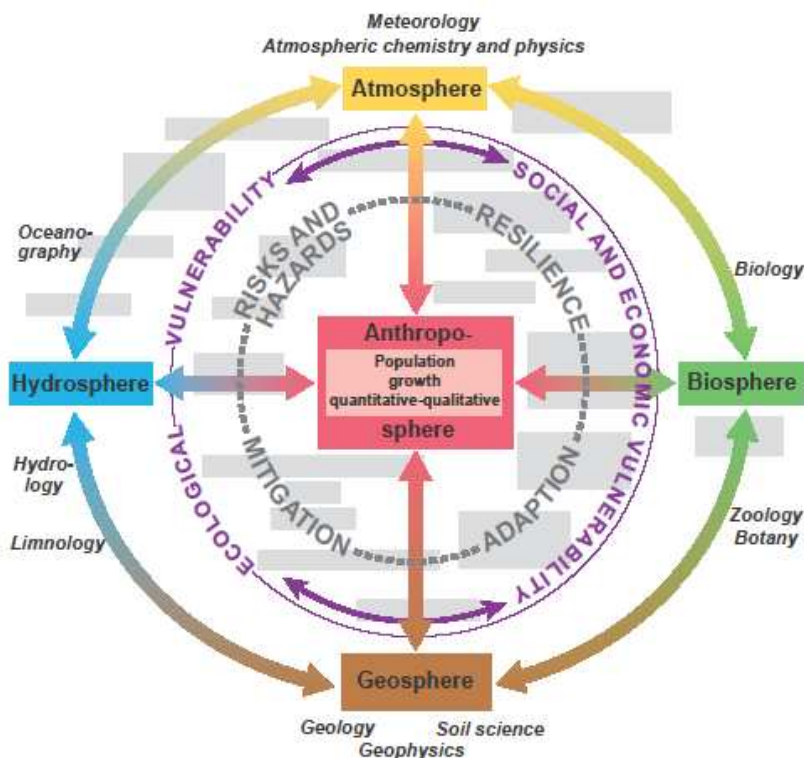 Meteorology
Atmospheric chemistry and physics
Atmosphere
VULNERABILITY
SOCIAL AND ECONOMIC VULNERABILITY
RISKS AND
HAZARDS
RESILIENCE
Oceano-
graphy
Biology
Anthropo-
Population
growth
quantitative-qualitative
sphere
Hydrosphere
Biosphere
ECOLOGICAL
MITIGATION
ADAPTION
Hydro-
logy
Limnology
Zoology
Botany
Geosphere
Geology
Soil science
Geophysics